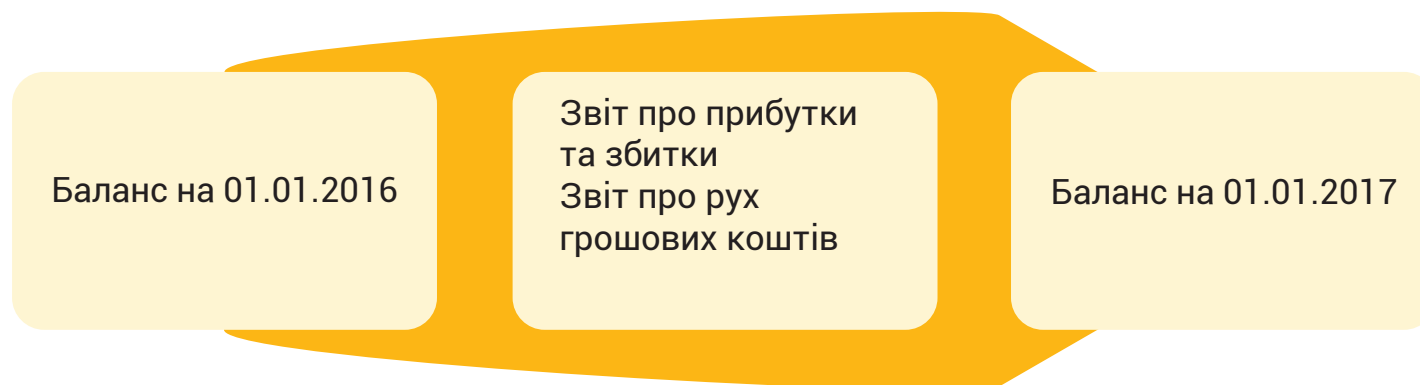 Баланс на 01.01.2016
Звіт про прибутки
та збитки
Звіт про рух
грошових коштів
Баланс на 01.01.2017